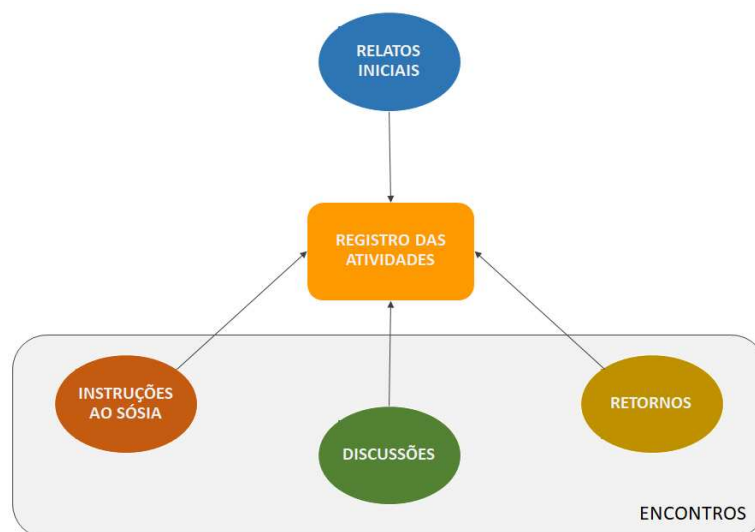 RELATOS
INICIAIS
REGISTRO DAS
ATIVIDADES
INSTRUÇÕES
AO SÓSIA
DISCUSSÕES
RETORNOS
ENCONTROS